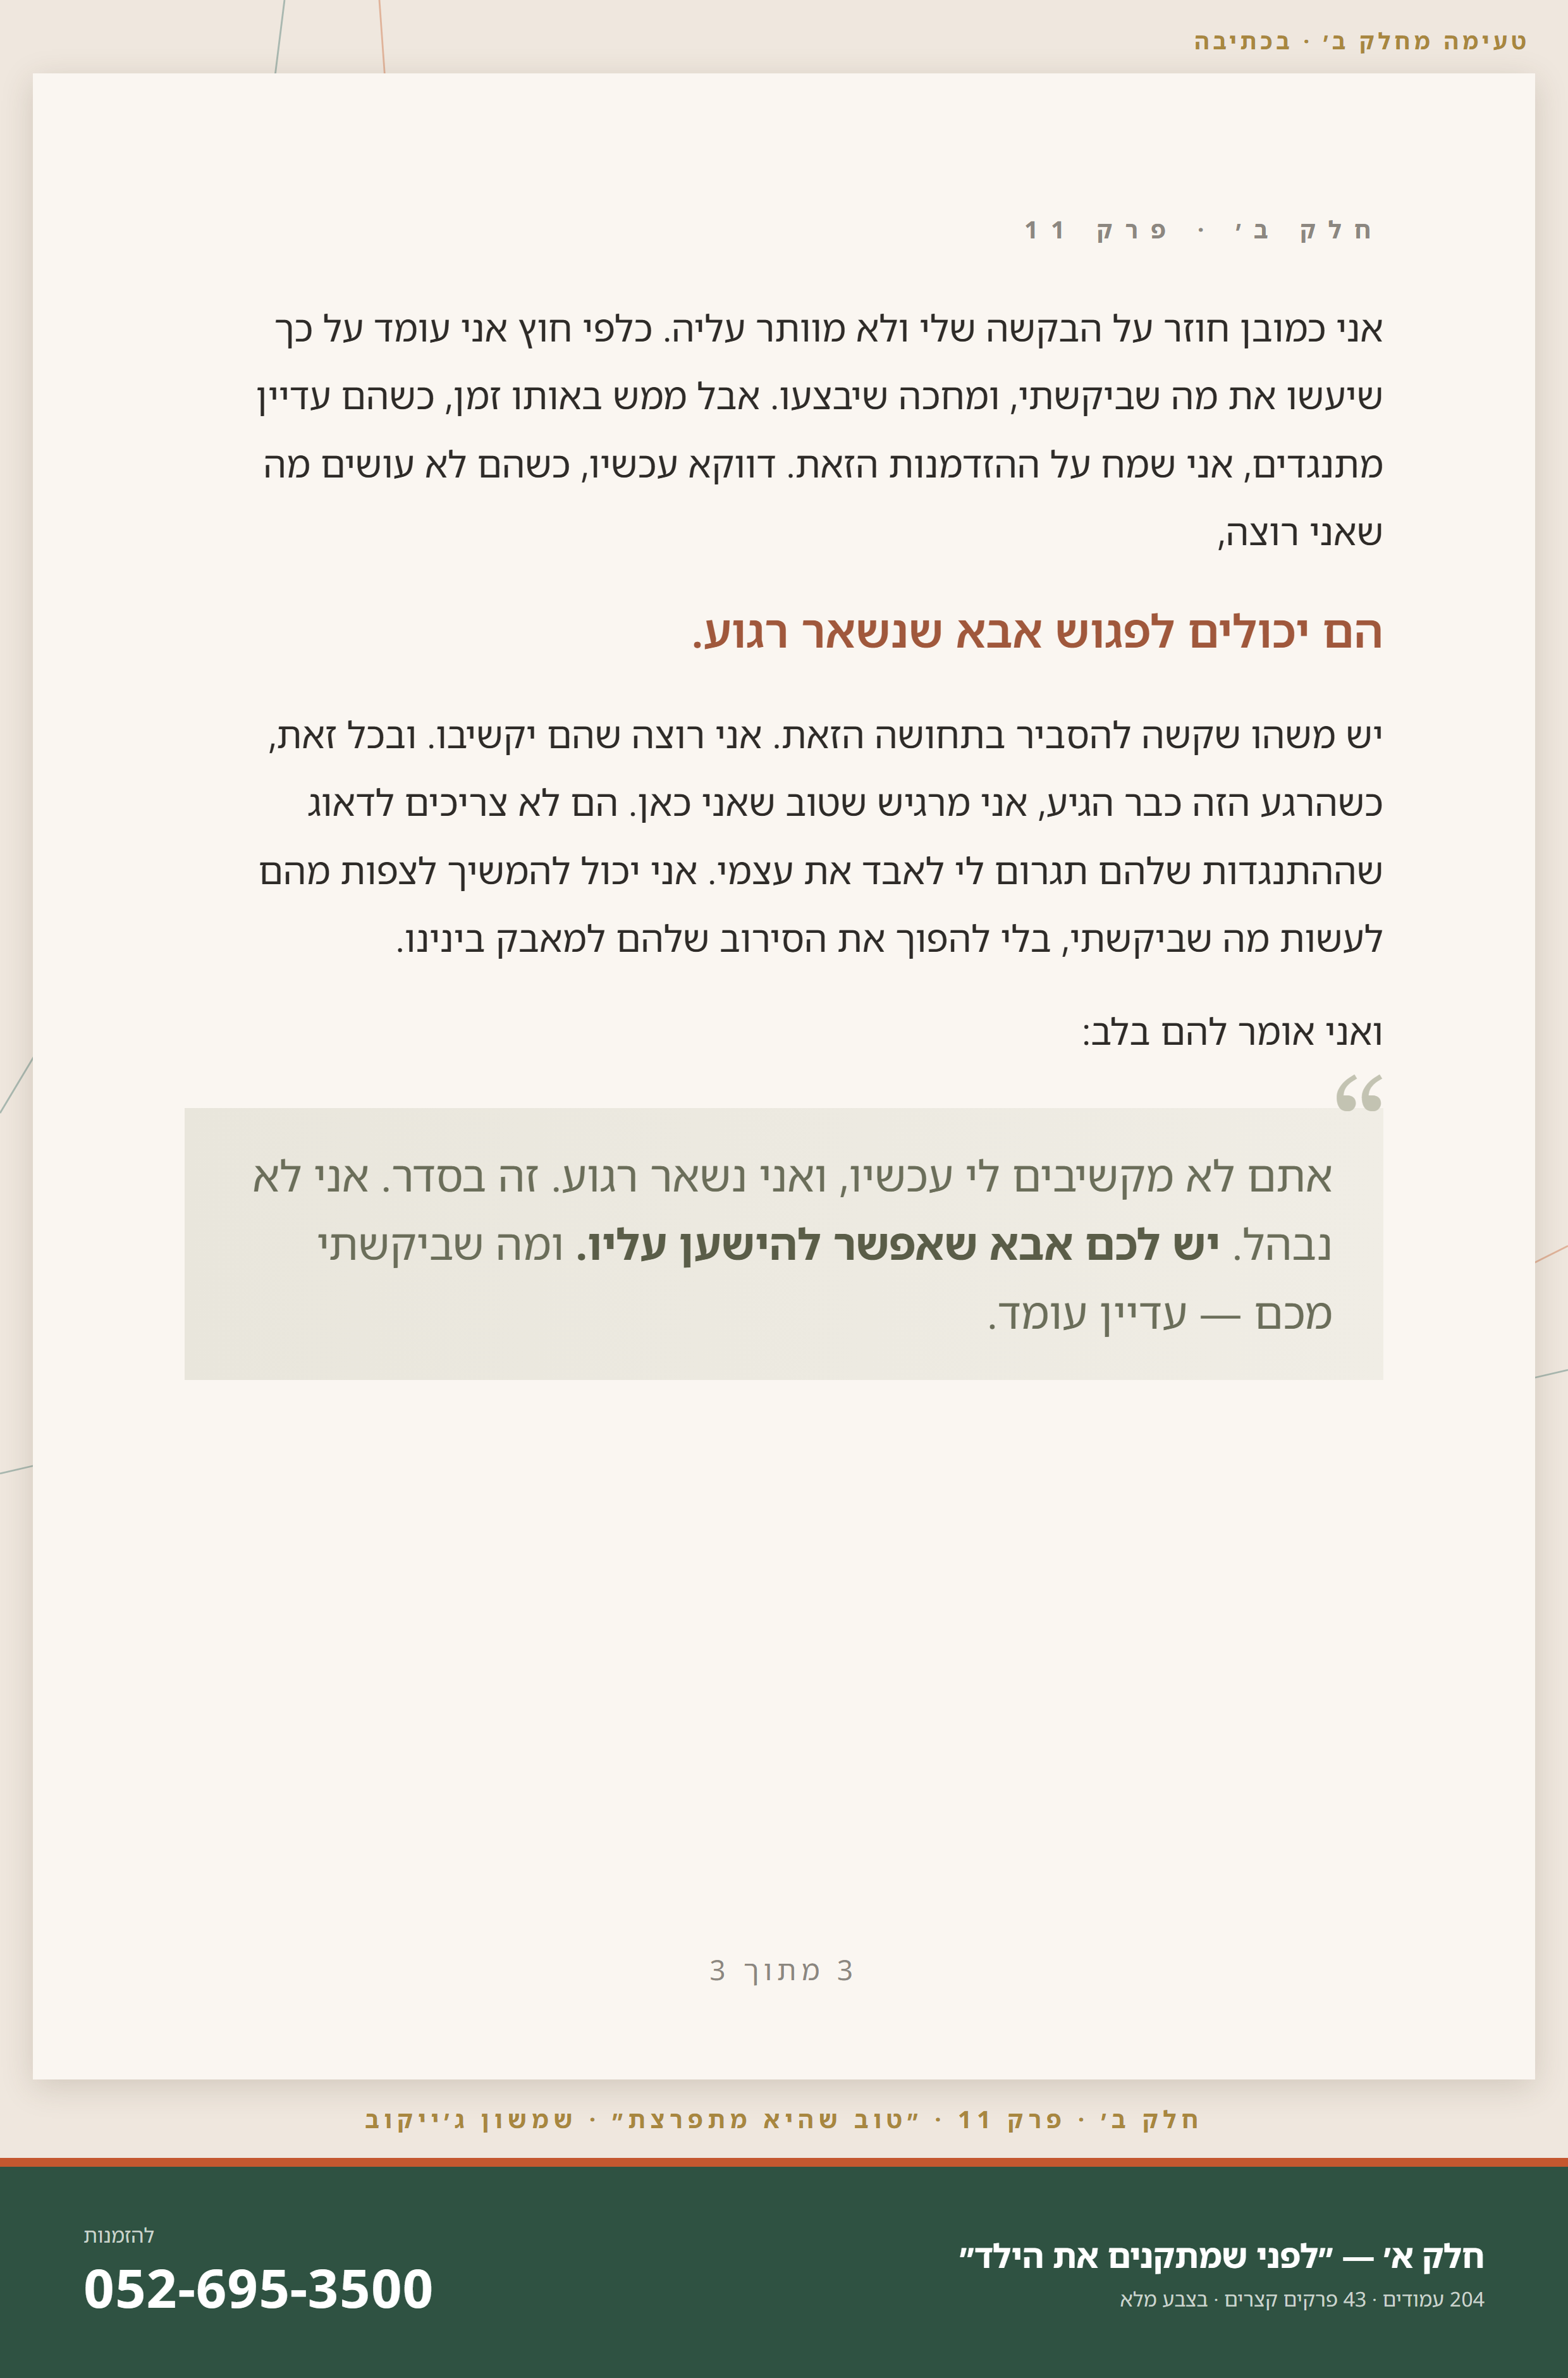 טעימה מחלק ב׳ · בכתיבה
חלק ב׳ · פרק 11
אני כמובן חוזר על הבקשה שלי ולא מוותר עליה. כלפי חוץ אני עומד על כך
שיעשו את מה שביקשתי, ומחכה שיבצעו. אבל ממש באותו זמן, כשהם עדיין
מתנגדים, אני שמח על ההזדמנות הזאת. דווקא עכשיו, כשהם לא עושים מה
שאני רוצה,
הם יכולים לפגוש אבא שנשאר רגוע.
יש משהו שקשה להסביר בתחושה הזאת. אני רוצה שהם יקשיבו. ובכל זאת,
כשהרגע הזה כבר הגיע, אני מרגיש שטוב שאני כאן. הם לא צריכים לדאוג
שההתנגדות שלהם תגרום לי לאבד את עצמי. אני יכול להמשיך לצפות מהם
לעשות מה שביקשתי, בלי להפוך את הסירוב שלהם למאבק בינינו.
ואני אומר להם בלב:
“
אתם לא מקשיבים לי עכשיו, ואני נשאר רגוע. זה בסדר. אני לא
נבהל. יש לכם אבא שאפשר להישען עליו. ומה שביקשתי
מכם — עדיין עומד.
3 מתוך 3
חלק ב׳ · פרק 11 · ״טוב שהיא מתפרצת״ · שמשון ג׳ייקוב
חלק א׳ — ״לפני שמתקנים את הילד״
204 עמודים · 43 פרקים קצרים · בצבע מלא
להזמנות
052-695-3500